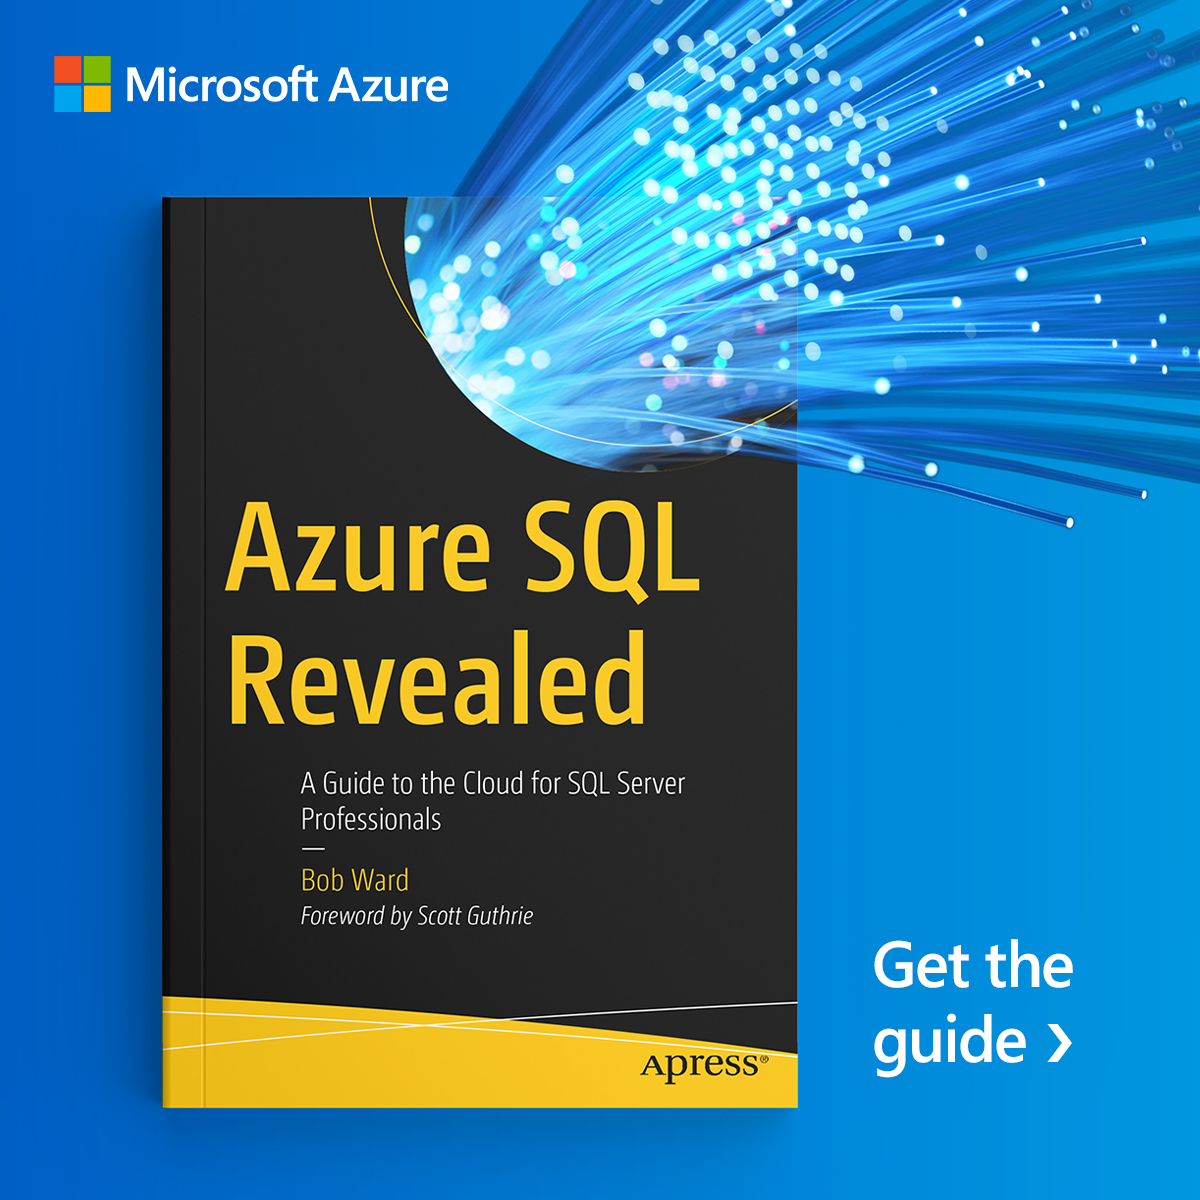 Microsoft Azure
Azure SQL
Revealed
A Guide to the Cloud for SQL Server
Professionals
Bob Ward
Foreword by Scott Guthrie
Apress®
Get the
guide ›